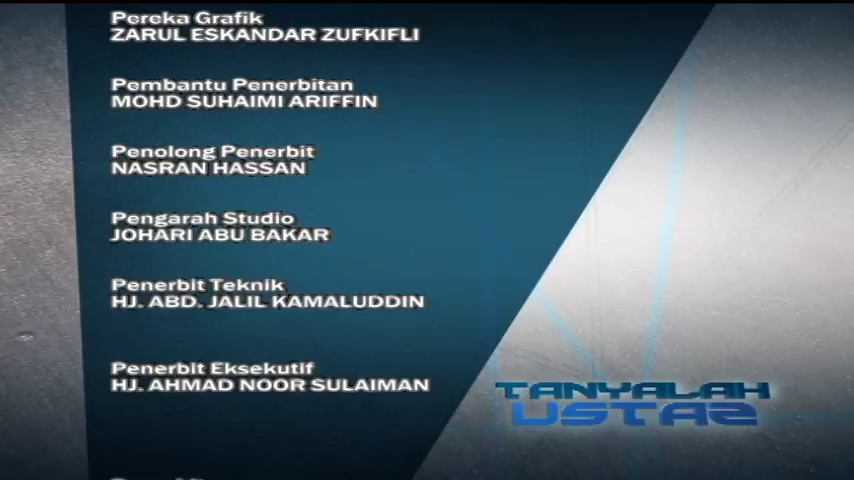 Pereka Grafik
ZARUL ESKANDAR ZUFKIFLI
Pembantu Penerbitan
MOHD SUHAIMI ARIFFIN
Penolong Penerbit
NASRAN HASSAN
Pengarah Studio
JOHARI ABU BAKAR
Penerbit Teknik
HJ. ABD. JALIL KAMALUDDIN
Penerbit Eksekutif
HJ. AHMAD NOOR SULAIMAN
TANYALAH
USTAZ